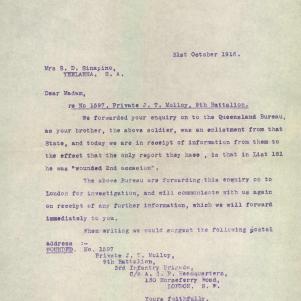 31st October 1916.
Mrs S. D. Sinapino,
YEELANNA, S. A.
Dear Madam,
re No 1597, Private J. T. Molloy, 9th Battalion.
We forwarded your enquiry on to the Queensland Bureau,
as your brother, the above soldier, was an enlistment from that
State, and today we are in receipt of information from them to
the effect that the only report they have , is that in List 181
he was "wounded 2nd occasion".
The above Bureau are forwarding this enquiry on to
London for investigation, and will communicate with us again
on receipt of any further information, which we will forward
immediately to you.
When writing we would suggest the following postal
Address :-
WOUNDED. No. 1597
Private J. T. Molloy,
9th Battalion,
3rd Infantry Brigade,
C/o A. I. F. Headquarters,
130 Horseferry Road,
LONDON. S. W.
Yours faithfully,